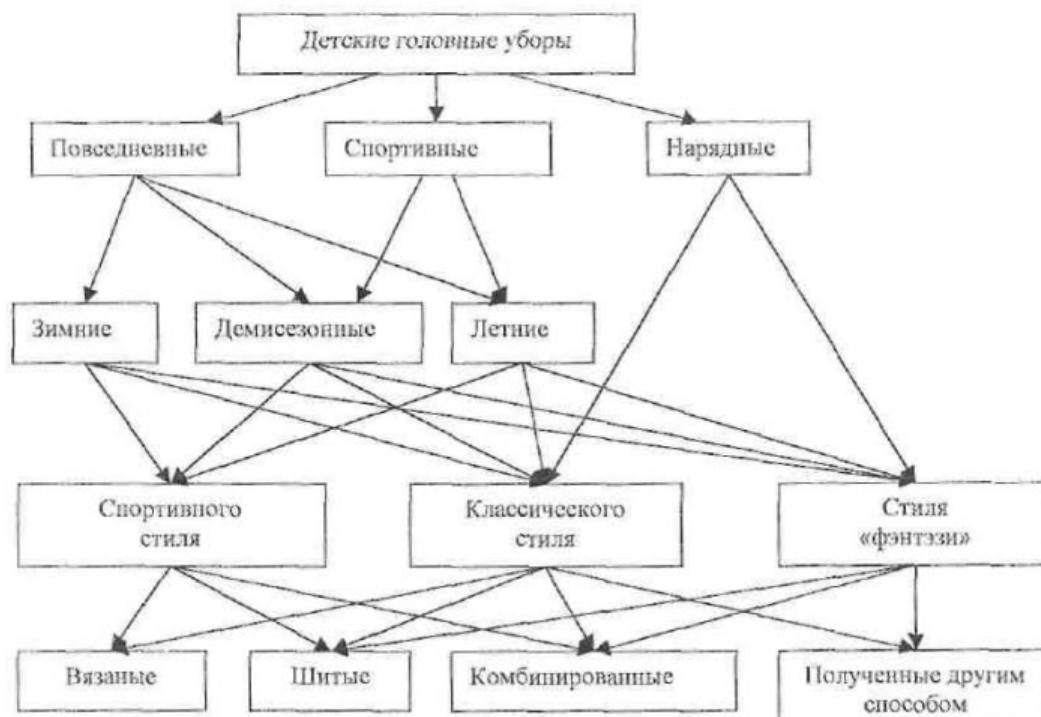 Детские головные уборы
Повседневные
Спортивные
Нарядные
Зимние
Демисезонные
Летние
Спортивного
стиля
Классического
стиля
Стиля
«фэнтэзи»
Вязаные
Шитые
Комбинированные
Полученные другим
способом